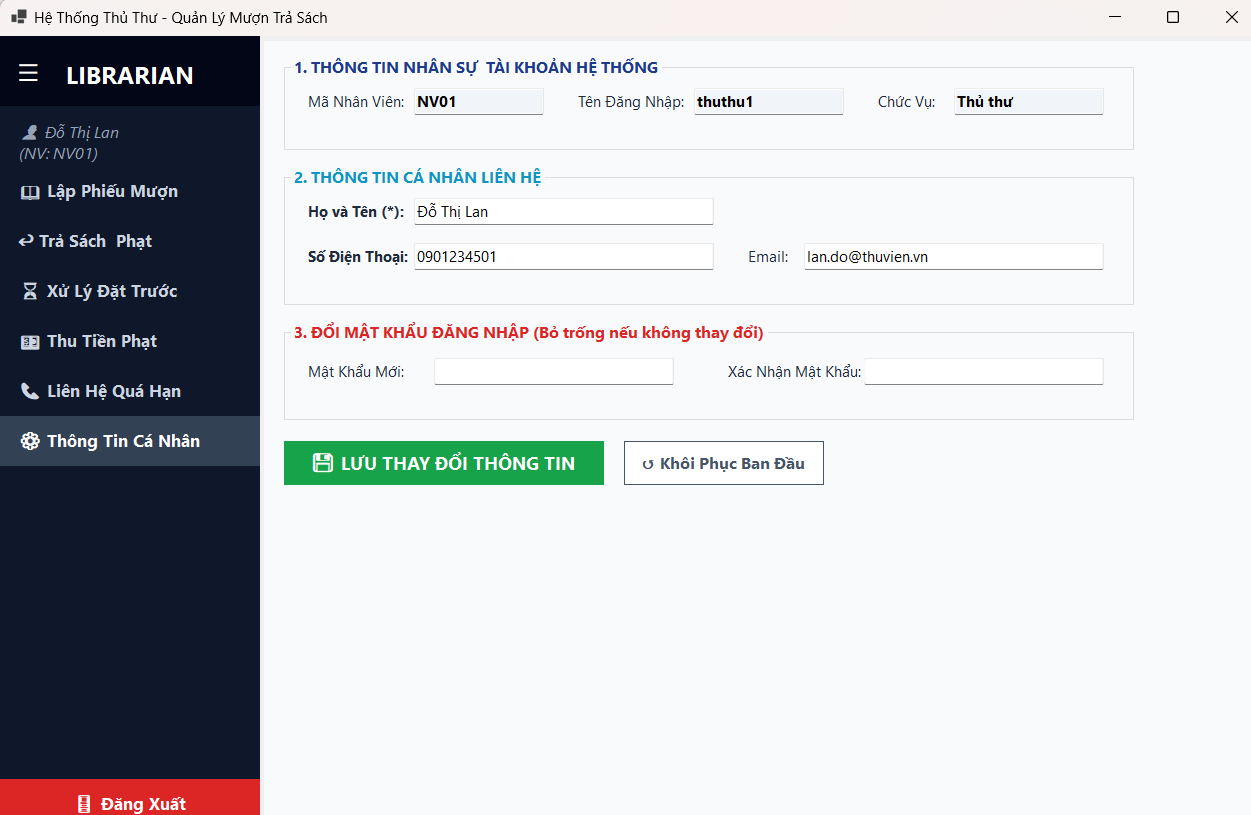 Hệ Thống Thủ Thư - Quản Lý Mượn Trả Sách
LIBRARIAN
Đỗ Thị Lan
(NV: NV01)
Lập Phiếu Mượn
Trả Sách  Phạt
Xử Lý Đặt Trước
Thu Tiền Phạt
Liên Hệ Quá Hạn
Thông Tin Cá Nhân
Đăng Xuất
1. THÔNG TIN NHÂN SỰ  TÀI KHOẢN HỆ THỐNG
Mã Nhân Viên: NV01 Tên Đăng Nhập: thuthu1 Chức Vụ: Thủ thư
2. THÔNG TIN CÁ NHÂN LIÊN HỆ
Họ và Tên (*): Đỗ Thị Lan
Số Điện Thoại: 0901234501 Email: lan.do@thuvien.vn
3. ĐỔI MẬT KHẨU ĐĂNG NHẬP (Bỏ trống nếu không thay đổi)
Mật Khẩu Mới: Xác Nhận Mật Khẩu:
LƯU THAY ĐỔI THÔNG TIN
↺ Khôi Phục Ban Đầu